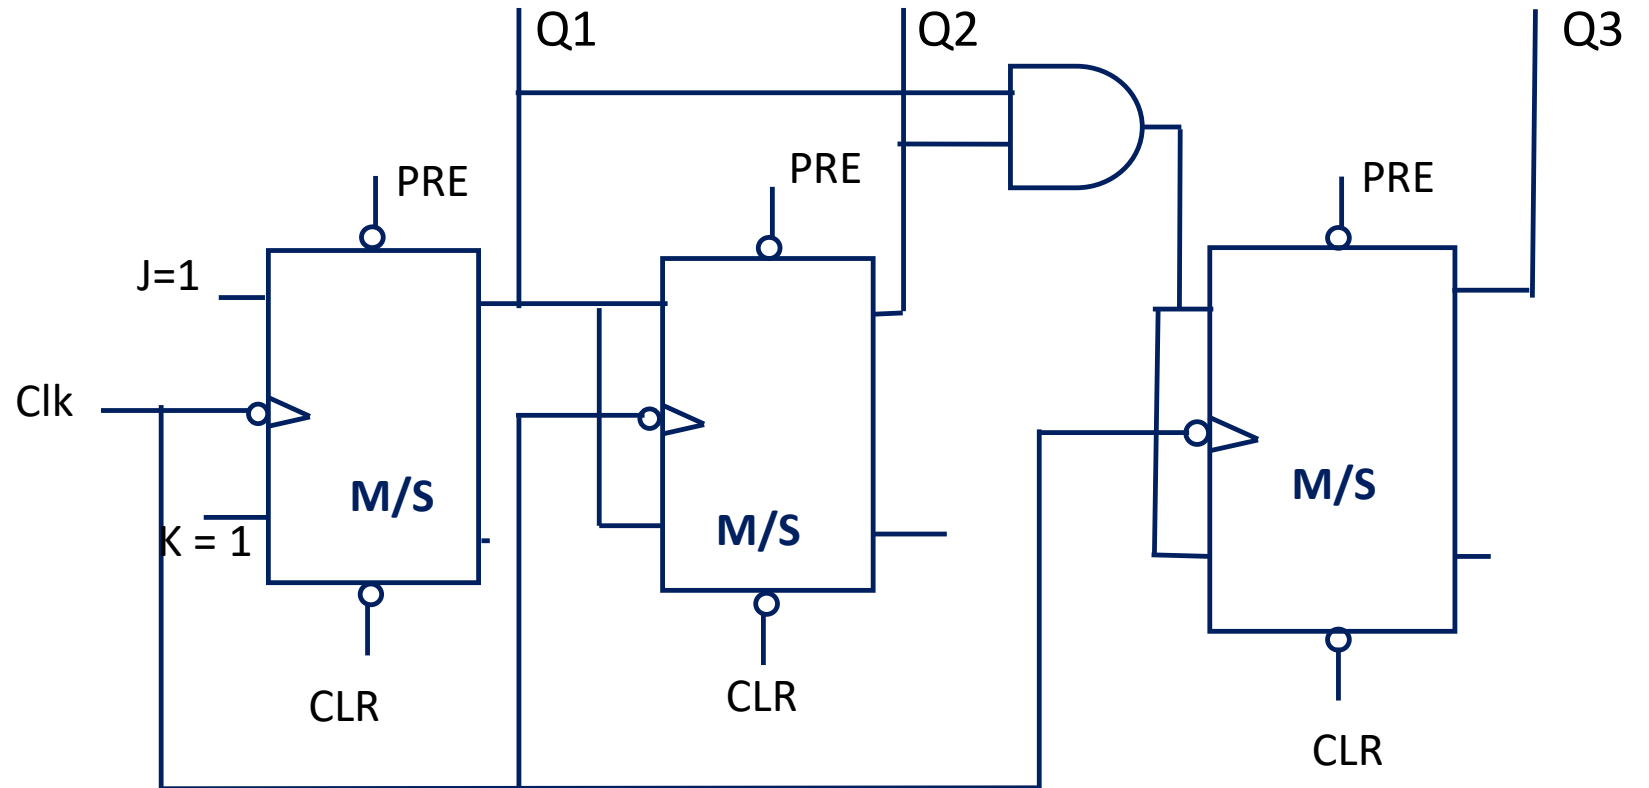 Q1
Q2
Q3
PRE
PRE
PRE
J=1
Clk
M/S
M/S
M/S
K = 1
CLR
CLR
CLR